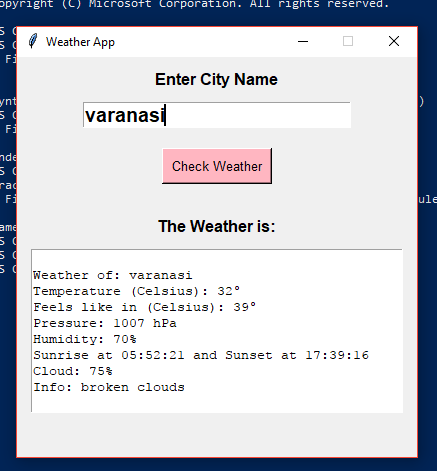 opyright (C) Microsoft Corporation. All rights reserved.
Weather App
Enter City Name
varanasi
Check Weather
The Weather is:
Weather of: varanasi
Temperature (Celsius): 32°
Feels like in (Celsius): 39°
Pressure: 1007 hPa
Humidity: 70%
Sunrise at 05:52:21 and Sunset at 17:39:16
Cloud: 75%
Info: broken clouds